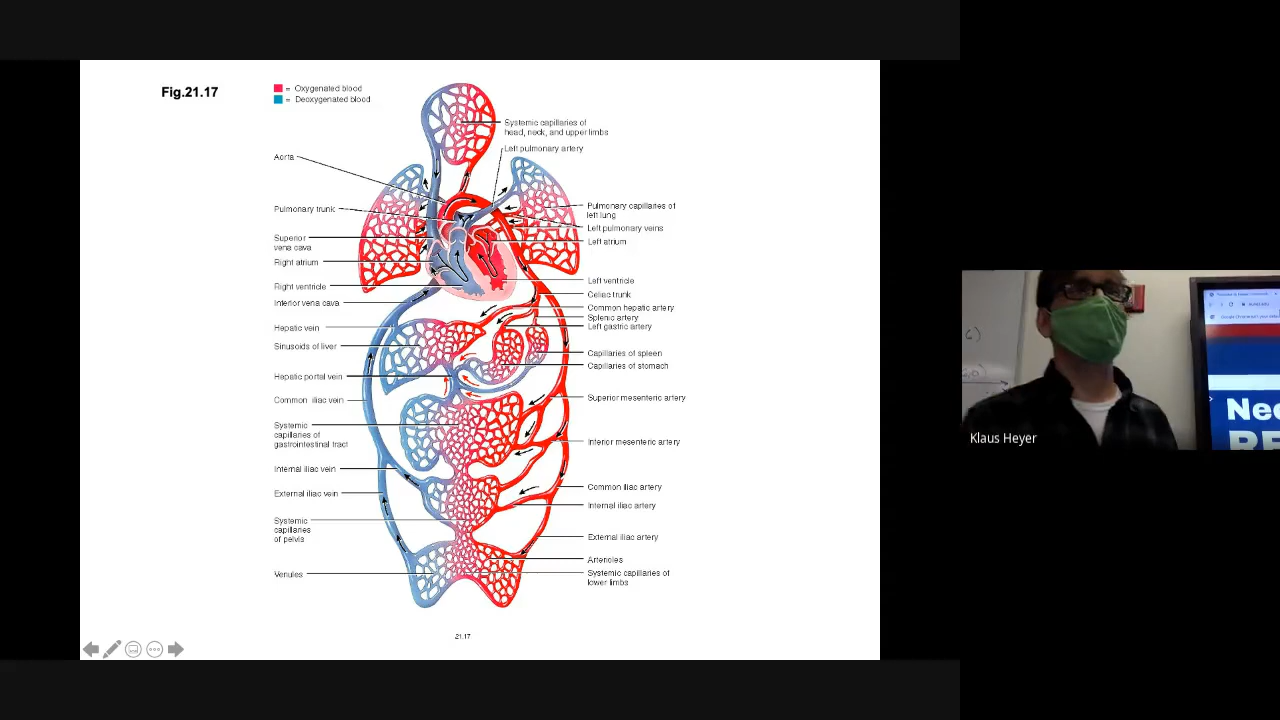 Fig.21.17
= Oxygenated blood
= Deoxygenated blood
Systemic capillaries of
head, neck, and upper limbs
Left pulmonary artery
Aorta
Pulmonary trunk
Superior
vena cava
Right atrium
Right ventricle
Inferior vena cava
Hepatic vein
Sinusoids of liver
Hepatic portal vein
Common iliac vein
Systemic
capillaries of
gastrointestinal tract
Internal iliac vein
External iliac vein
Systemic
capillaries
of pelvis
Venules
Pulmonary capillaries of
left lung
Left pulmonary veins
Left atrium
Left ventricle
Celiac trunk
Common hepatic artery
Splenic artery
Left gastric artery
Capillaries of spleen
Capillaries of stomach
Superior mesenteric artery
Inferior mesenteric artery
Common iliac artery
Internal iliac artery
External iliac artery
Arterioles
Systemic capillaries of
lower limbs
21.17
Klaus Heyer